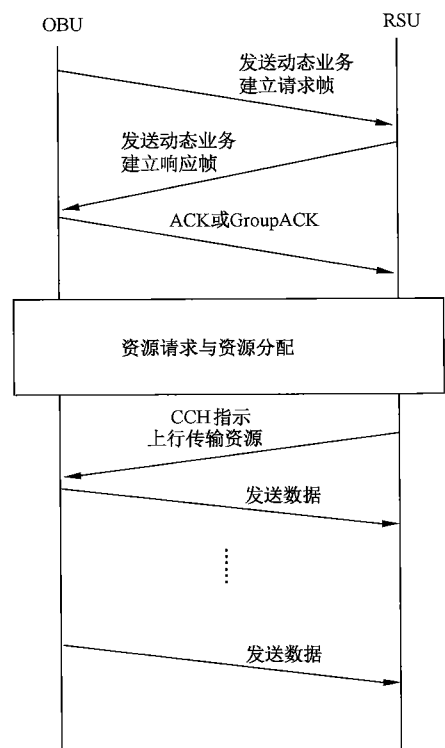 OBU
RSU
发送动态业务
建立请求帧
发送动态业务
建立响应帧
ACK或GroupACK
资源请求与资源分配
CCH指示
上行传输资源
发送数据
发送数据